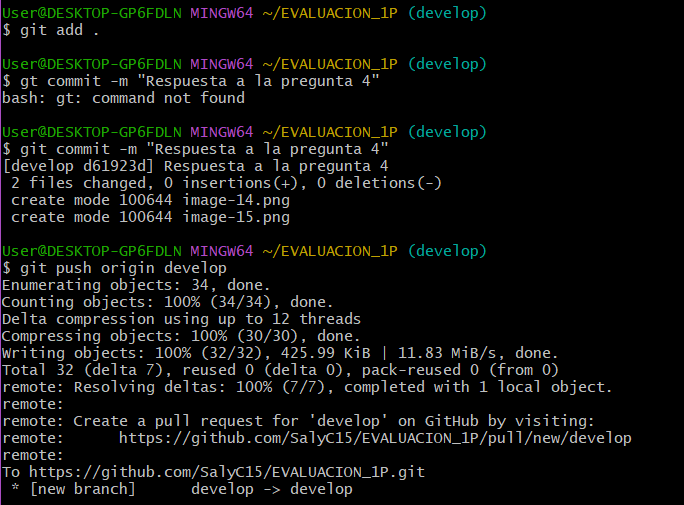 User@DESKTOP-GP6FDLN MINGW64 ~/EVALUACION_1P (develop)
$ git add .
User@DESKTOP-GP6FDLN MINGW64 ~/EVALUACION_1P (develop)
$ gt commit -m "Respuesta a la pregunta 4"
bash: gt: command not found
User@DESKTOP-GP6FDLN MINGW64 ~/EVALUACION_1P (develop)
$ git commit -m "Respuesta a la pregunta 4"
[develop d61923d] Respuesta a la pregunta 4
 2 files changed, 0 insertions(+), 0 deletions(-)
 create mode 100644 image-14.png
 create mode 100644 image-15.png
User@DESKTOP-GP6FDLN MINGW64 ~/EVALUACION_1P (develop)
$ git push origin develop
Enumerating objects: 34, done.
Counting objects: 100% (34/34), done.
Delta compression using up to 12 threads
Compressing objects: 100% (30/30), done.
Writing objects: 100% (32/32), 425.99 KiB | 11.83 MiB/s, done.
Total 32 (delta 7), reused 0 (delta 0), pack-reused 0 (from 0)
remote: Resolving deltas: 100% (7/7), completed with 1 local object.
remote:
remote: Create a pull request for 'develop' on GitHub by visiting:
remote:      https://github.com/SalyC15/EVALUACION_1P/pull/new/develop
remote:
To https://github.com/SalyC15/EVALUACION_1P.git
 * [new branch]      develop -> develop